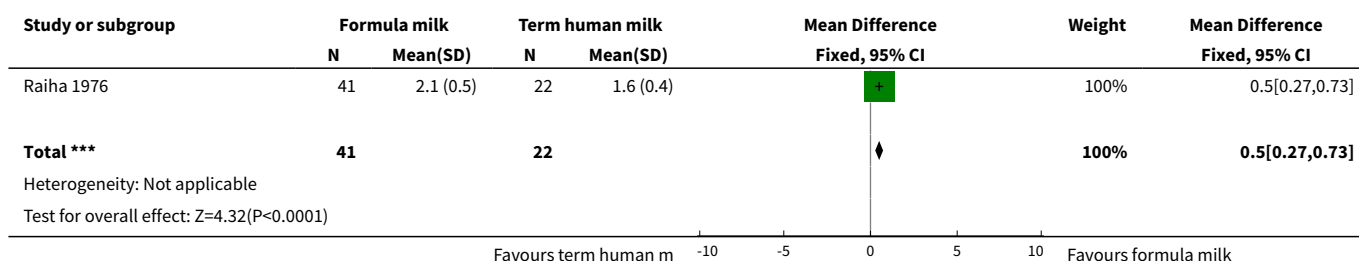 Study or subgroup Formula milk Term human milk Mean Difference Weight Mean Difference
N Mean(SD) N Mean(SD) Fixed, 95% CI Fixed, 95% CI
Raiha 1976 41 2.1 (0.5) 22 1.6 (0.4) 100% 0.5[0.27,0.73]
Total *** 41 22 100% 0.5[0.27,0.73]
Heterogeneity: Not applicable
Test for overall effect: Z=4.32(P<0.0001)
Favours term human m -10 -5 0 5 10 Favours formula milk